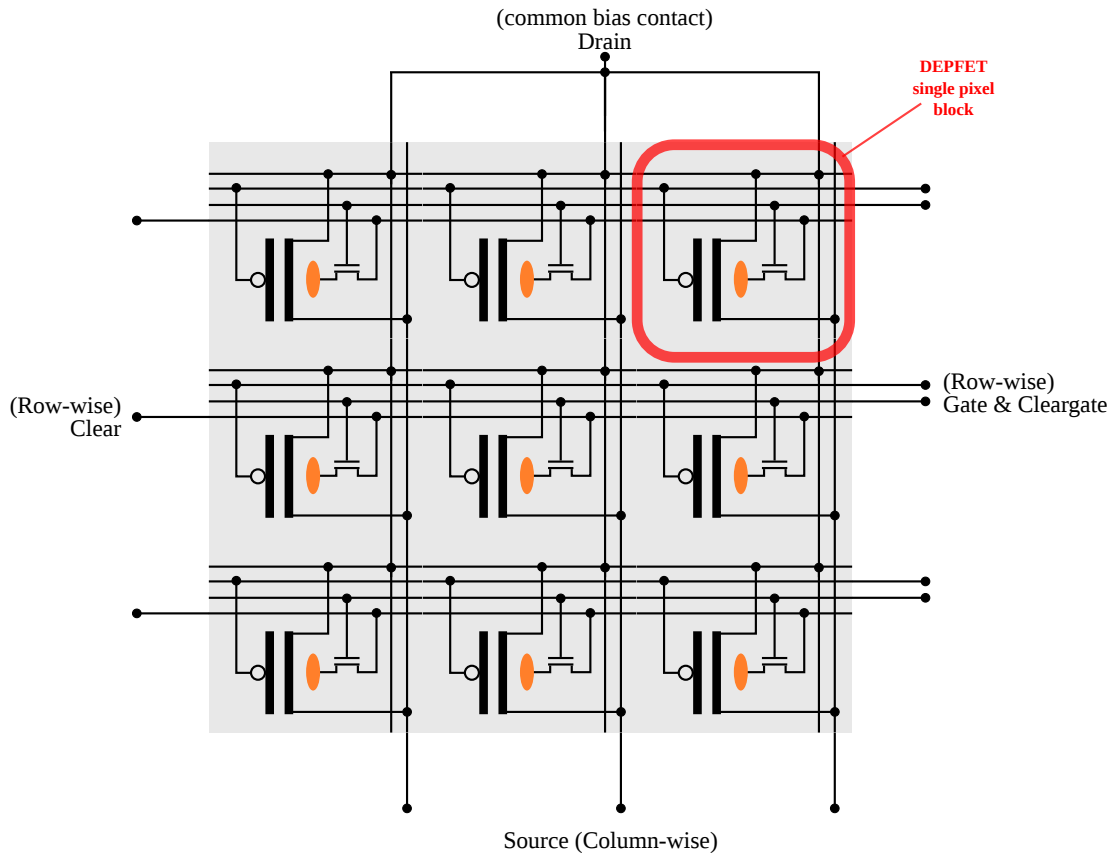 (common bias contact)
Drain
DEPFET
single pixel
block
(Row-wise)
Clear
(Row-wise)
Gate & Cleargate
Source (Column-wise)